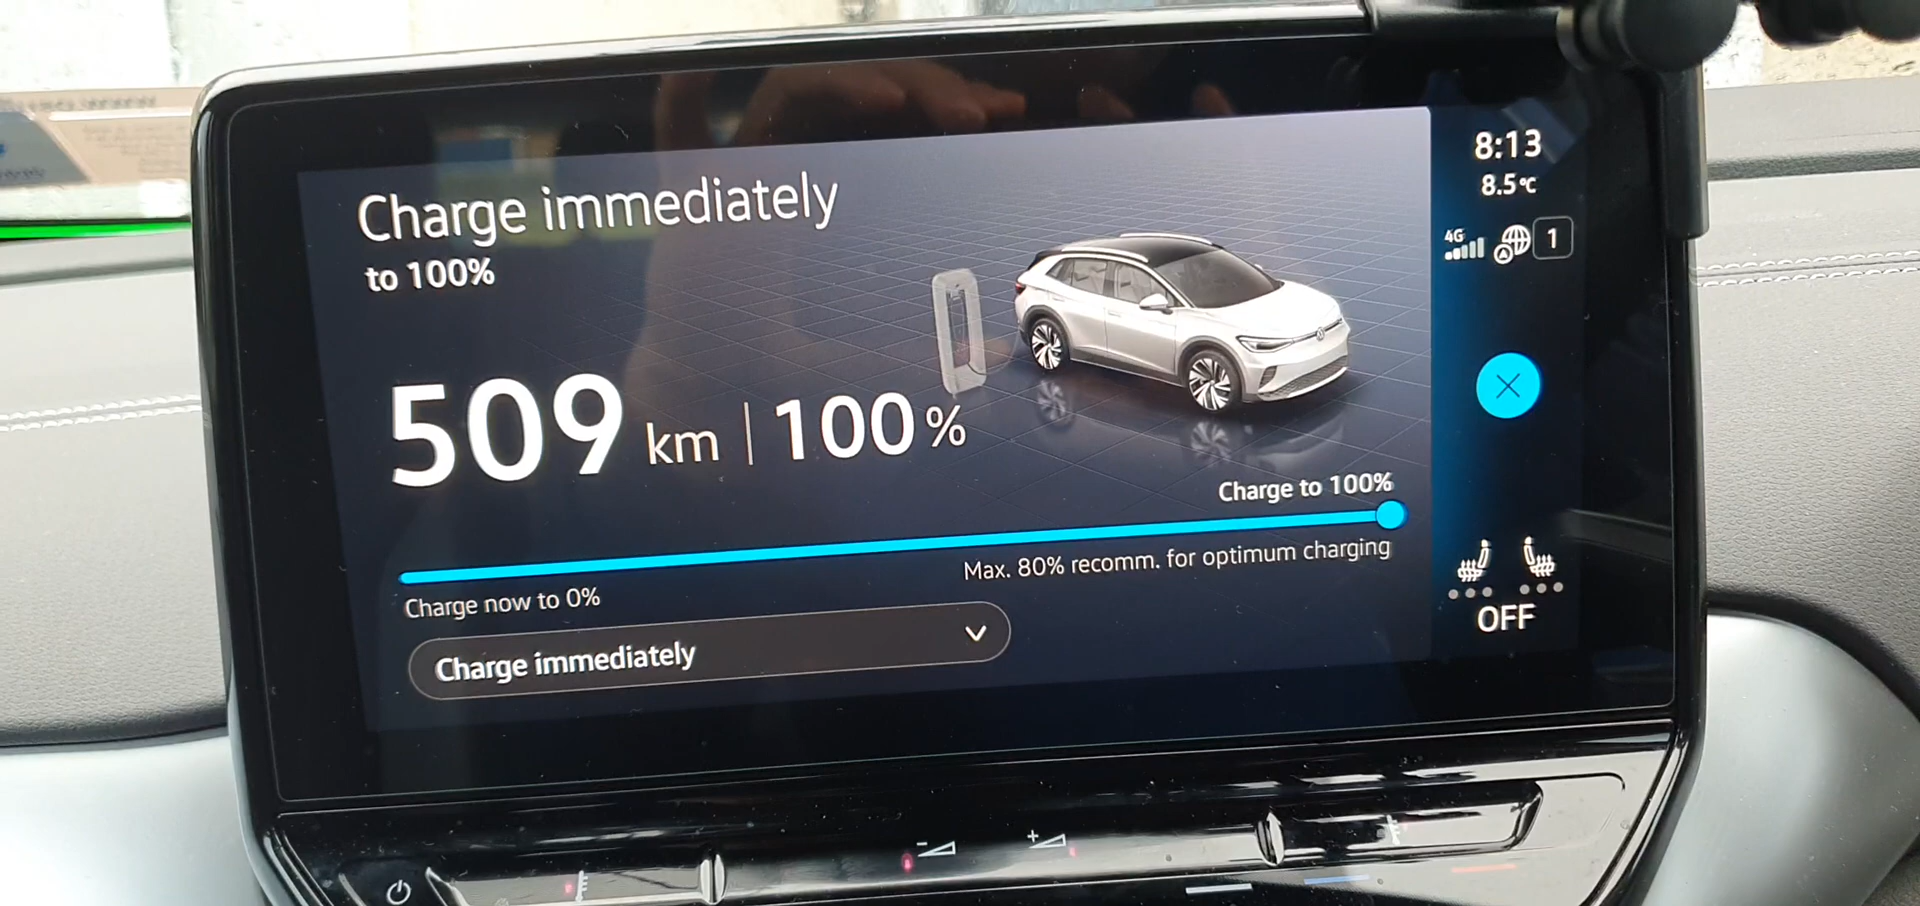 Charge immediately
to 100%
509 km | 100 %
Charge to 100%
Max. 80% recomm. for optimum charging
Charge now to 0%
Charge immediately
8:13
8.5°C
4G
1
OFF